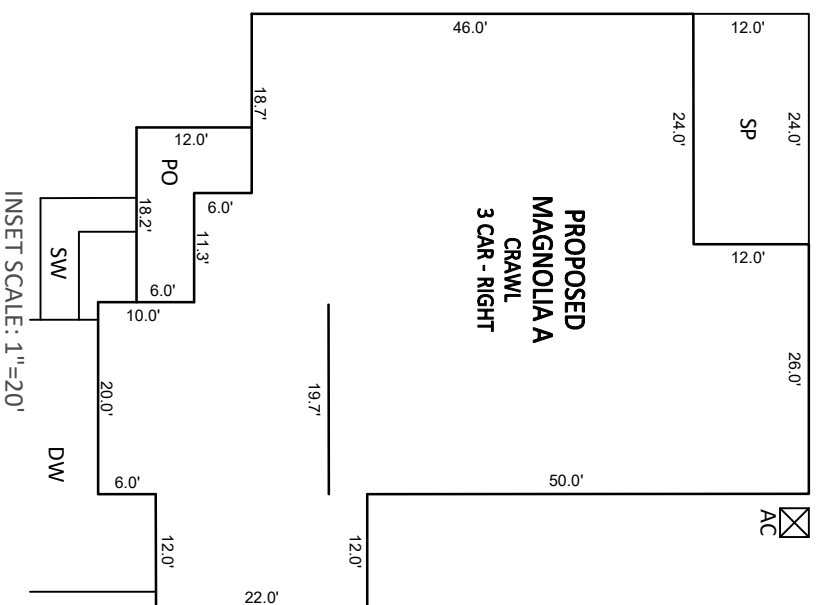 46.0'
12.0'
SP
24.0'
24.0'
12.0'
18.7'
12.0'
PO
6.0'
18.2'
11.3'
SW
6.0'
10.0'
PROPOSED
MAGNOLIA A
CRAWL
3 CAR - RIGHT
26.0'
20.0'
19.7'
DW
6.0'
50.0'
AC
12.0'
12.0'
22.0'
INSET SCALE: 1"=20'